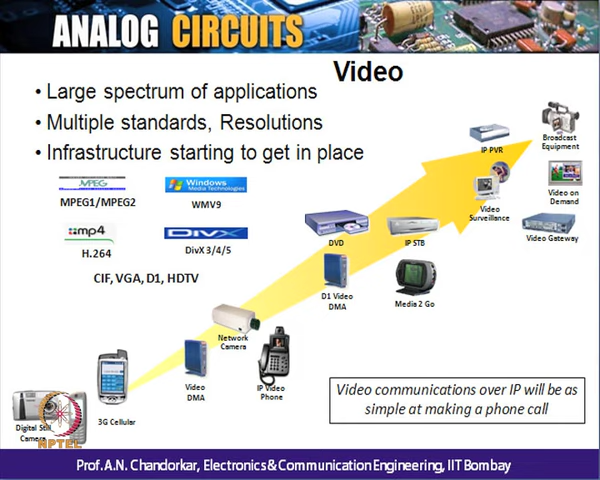 ANALOG CIRCUITS
Video
• Large spectrum of applications
• Multiple standards, Resolutions
• Infrastructure starting to get in place
MPEG
MPEG1/MPEG2
Windows
Media Technologies
WMV9
mp4
H.264
DIVX
DivX 3/4/5
CIF, VGA, D1, HDTV
IP PVR
Broadcast
Equipment
Video
Surveillance
Video on
Demand
Video Gateway
DVD
IP STB
D1 Video
DMA
Media 2 Go
Network
Camera
Video
DMA
IP Video
Phone
3G Cellular
Digital Still
Camera
NPTEL
Video communications over IP will be as
simple at making a phone call
Prof. A.N. Chandorkar, Electronics & Communication Engineering, IIT Bombay